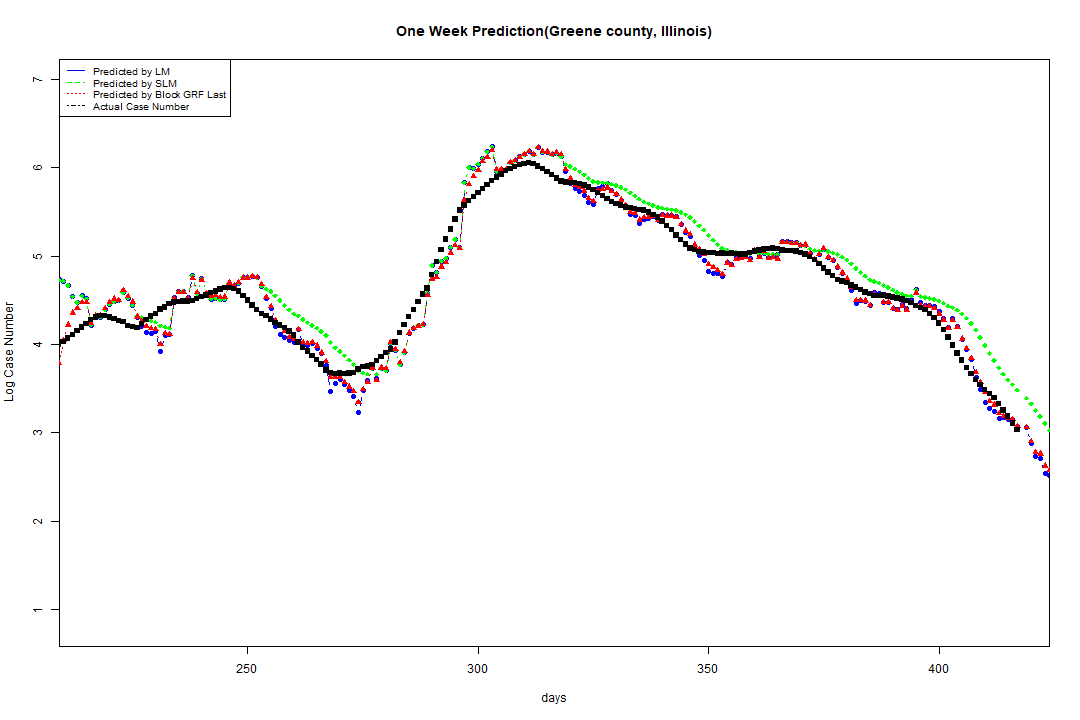 One Week Prediction(Greene county, Illinois)
Predicted by LM
Predicted by SLM
Predicted by Block GRF Last
Actual Case Number
7
6
5
4
3
2
1
Log Case Number
250
300
350
400
days